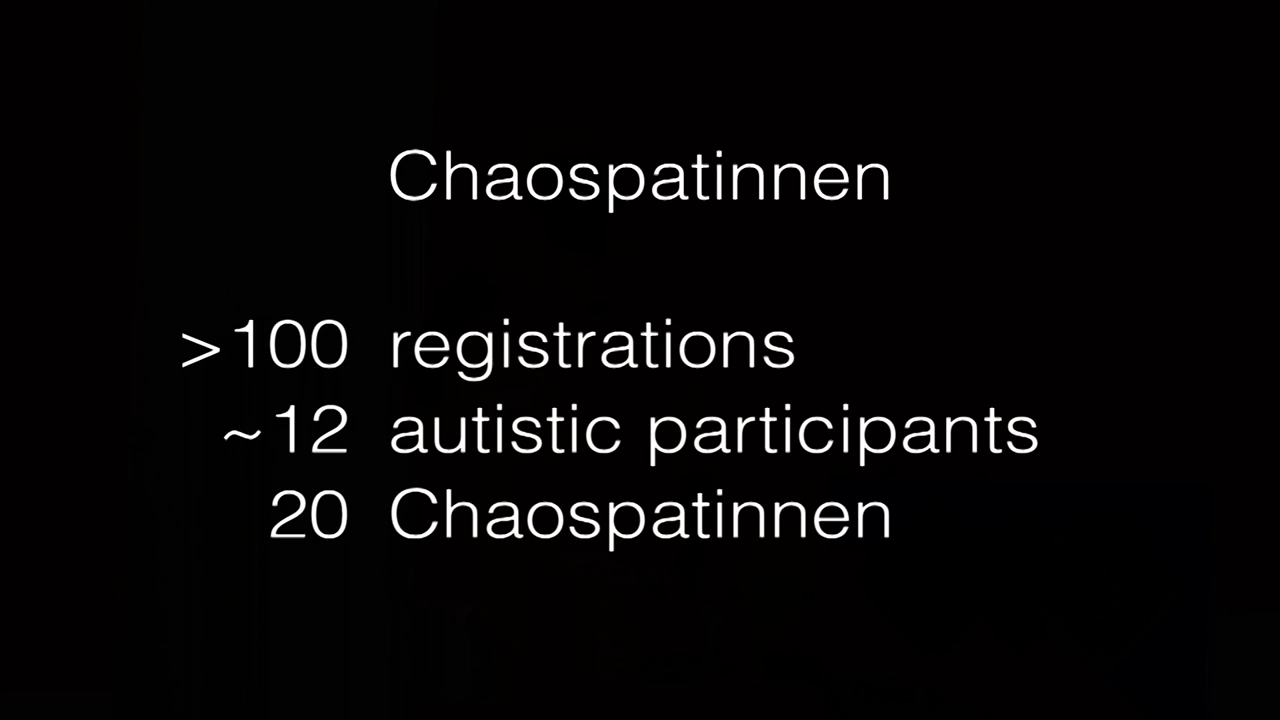 Chaospatinnen
>100 registrations
~12 autistic participants
20 Chaospatinnen